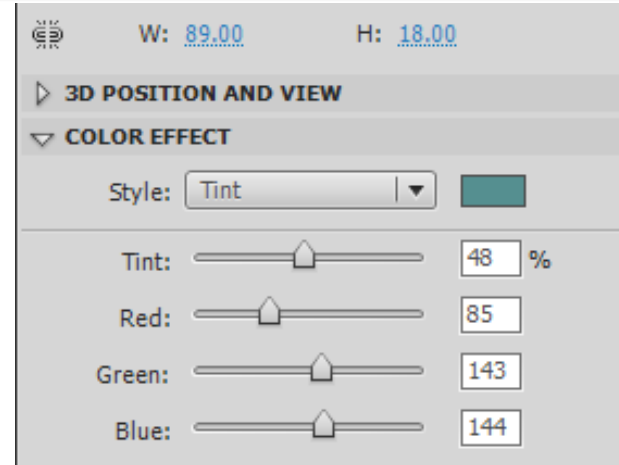 W: 89.00 H: 18.00
3D POSITION AND VIEW
COLOR EFFECT
Style: Tint
Tint: 48 %
Red: 85
Green: 143
Blue: 144